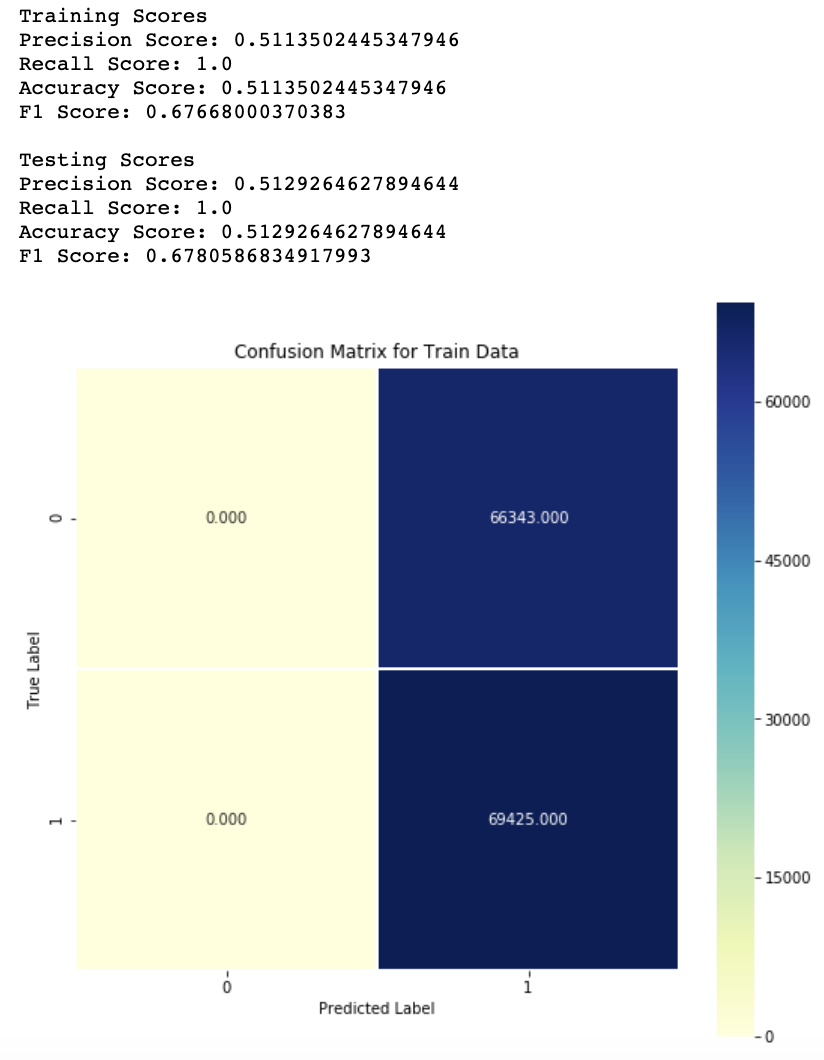 Training Scores
Precision Score: 0.5113502445347946
Recall Score: 1.0
Accuracy Score: 0.5113502445347946
F1 Score: 0.67668000370383
Testing Scores
Precision Score: 0.5129264627894644
Recall Score: 1.0
Accuracy Score: 0.5129264627894644
F1 Score: 0.6780586834917993
Confusion Matrix for Train Data
60000
0
0.000
66343.000
45000
True Label
30000
1
0.000
69425.000
15000
0
1
Predicted Label
0